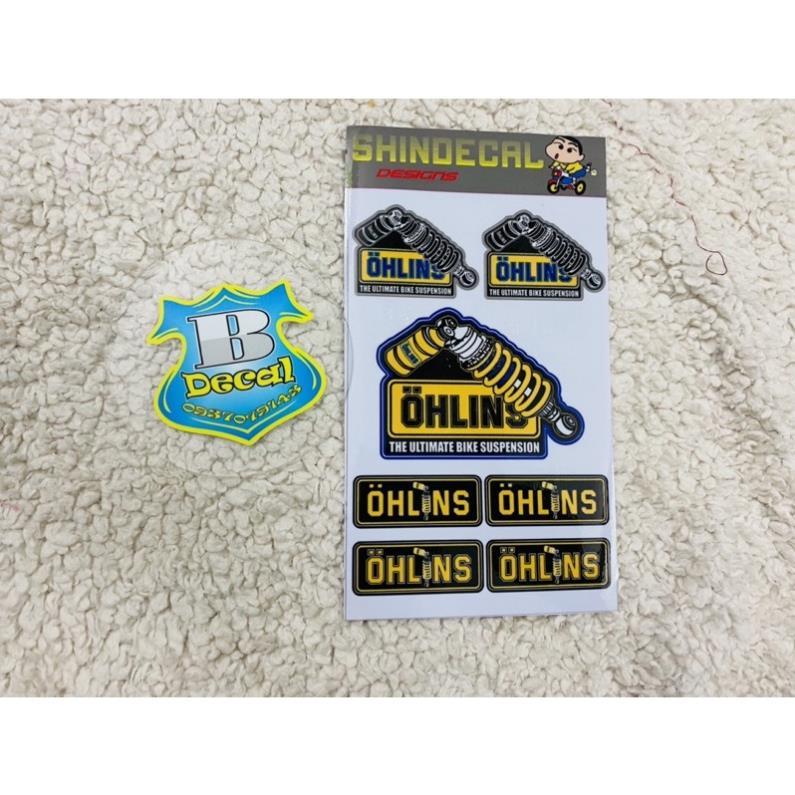 SHINDECAL
DESIGNS
ÖHLINS
THE ULTIMATE BIKE SUSPENSION
ÖHLINS
THE ULTIMATE BIKE SUSPENSION
B
Decal
ÖHLINS
THE ULTIMATE BIKE SUSPENSION
ÖHLINS
ÖHLINS
ÖHLINS
ÖHLINS